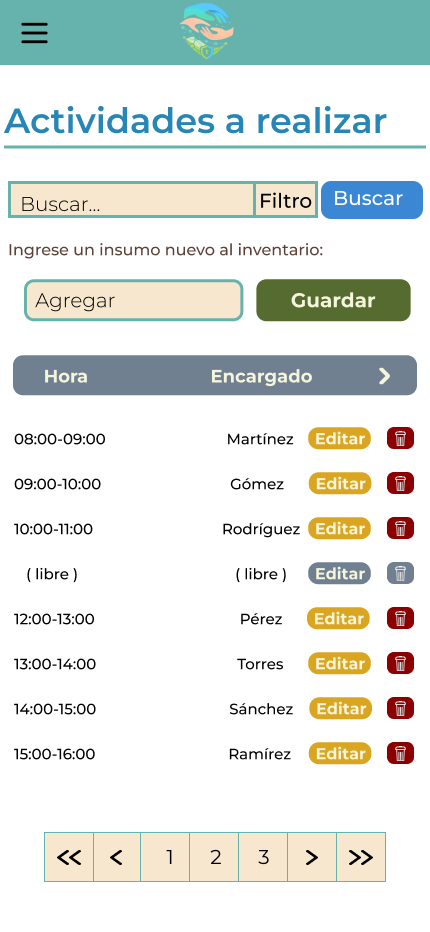 Actividades a realizar
Buscar... Filtro Buscar
Ingrese un insumo nuevo al inventario:
Agregar Guardar
Hora Encargado >
08:00-09:00 Martínez Editar
09:00-10:00 Gómez Editar
10:00-11:00 Rodríguez Editar
( libre ) ( libre ) Editar
12:00-13:00 Pérez Editar
13:00-14:00 Torres Editar
14:00-15:00 Sánchez Editar
15:00-16:00 Ramírez Editar
<< < 1 2 3 > >>